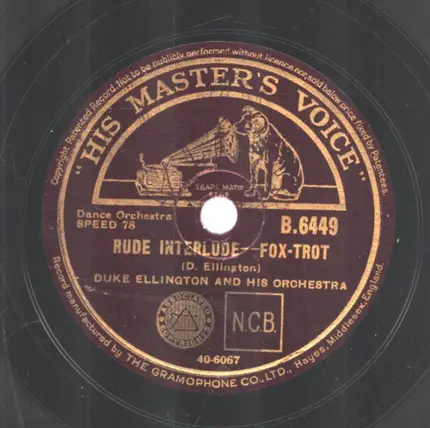 Copyright Patented Record. Not to be publicly performed without licence nor sold below price fixed by Patentees.
"HIS MASTER'S VOICE"
TRADE MARK
Dance Orchestra
SPEED 78
B.6449
RUDE INTERLUDE—FOX-TROT
(D. Ellington)
DUKE ELLINGTON AND HIS ORCHESTRA
ASSOCIATED
COPYRIGHTS
N.C.B.
40-6067
Record manufactured by THE GRAMOPHONE CO., LTD., Hayes, Middlesex, England.